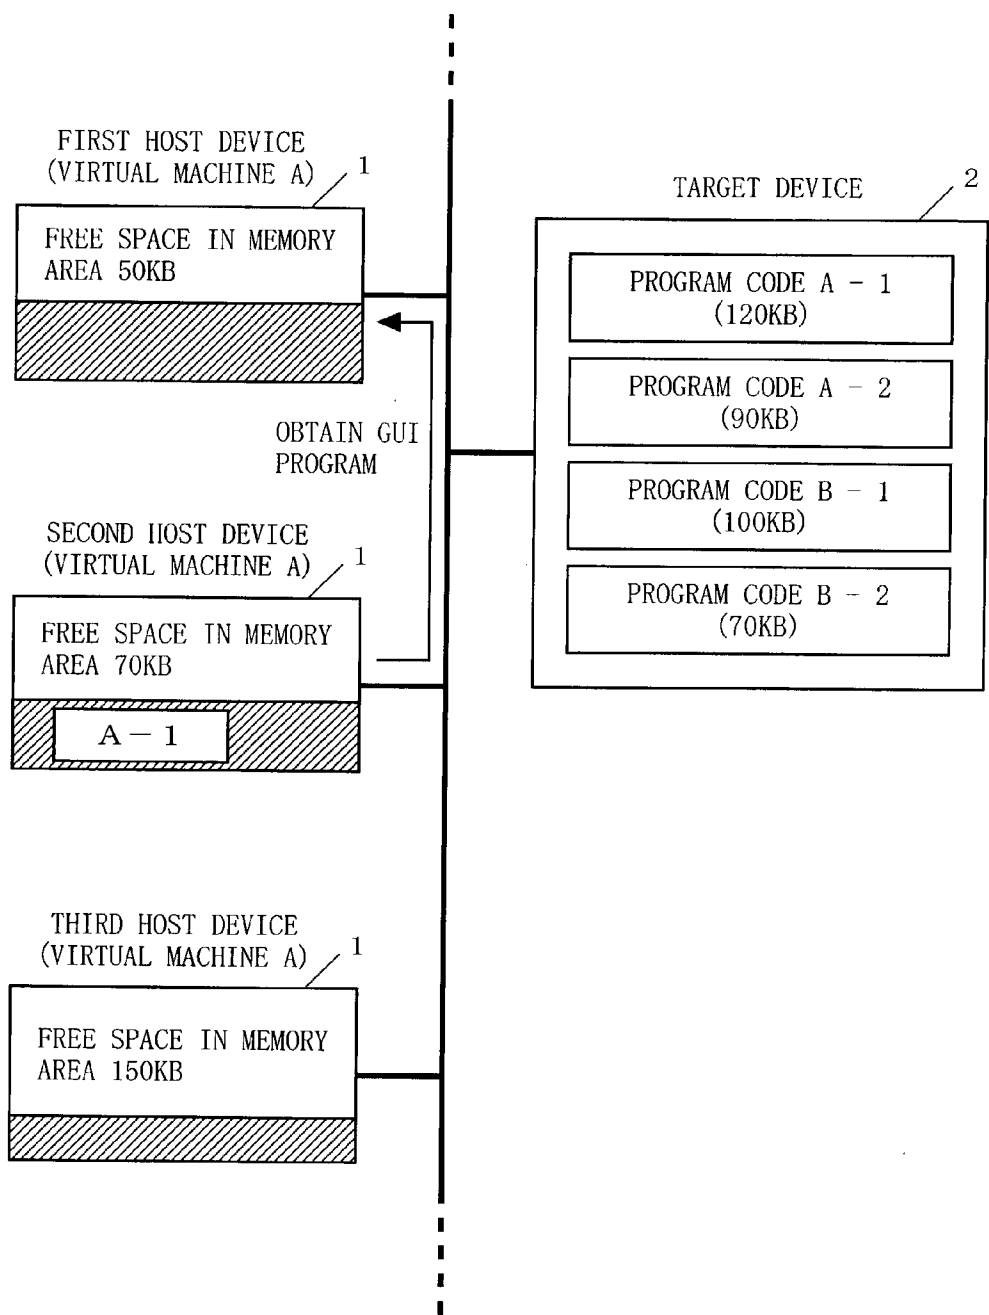 FIRST HOST DEVICE
(VIRTUAL MACHINE A)
1
FREE SPACE IN MEMORY
AREA 50KB
OBTAIN GUI
PROGRAM
SECOND HOST DEVICE
(VIRTUAL MACHINE A)
1
FREE SPACE IN MEMORY
AREA 70KB
A-1
THIRD HOST DEVICE
(VIRTUAL MACHINE A)
1
FREE SPACE IN MEMORY
AREA 150KB
TARGET DEVICE
2
PROGRAM CODE A - 1
(120KB)
PROGRAM CODE A - 2
(90KB)
PROGRAM CODE B - 1
(100KB)
PROGRAM CODE B - 2
(70KB)